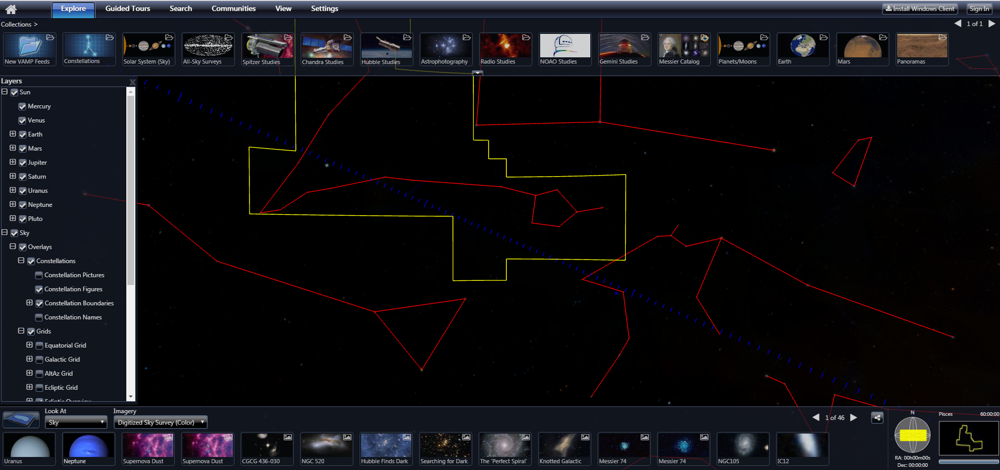 Explore
Guided Tours
Search
Communities
View
Settings
Install Windows Client
Sign In
Collections >
1 of 1
New VAMP Feeds
Constellations
Solar System (Sky)
All-Sky Surveys
Spitzer Studies
Chandra Studies
Hubble Studies
Astrophotography
Radio Studies
NOAO Studies
Gemini Studies
Messier Catalog
Planets/Moons
Earth
Mars
Panoramas
Layers
X
Sun
Mercury
Venus
Earth
Mars
Jupiter
Saturn
Uranus
Neptune
Pluto
Sky
Overlays
Constellations
Constellation Pictures
Constellation Figures
Constellation Boundaries
Constellation Names
Grids
Equatorial Grid
Galactic Grid
AltAz Grid
Ecliptic Grid
Ecliptic Overview
Look At
Sky
Imagery
Digitized Sky Survey (Color)
1 of 46
N
Pisces
60:00:00
RA: 00h00m00s
Dec: 00:00:00
Uranus
Neptune
Supernova Dust
Supernova Dust
CGCG 436-030
NGC 520
Hubble Finds Dark
Searching for Dark
The 'Perfect Spiral'
Knotted Galactic
Messier 74
Messier 74
NGC105
IC12